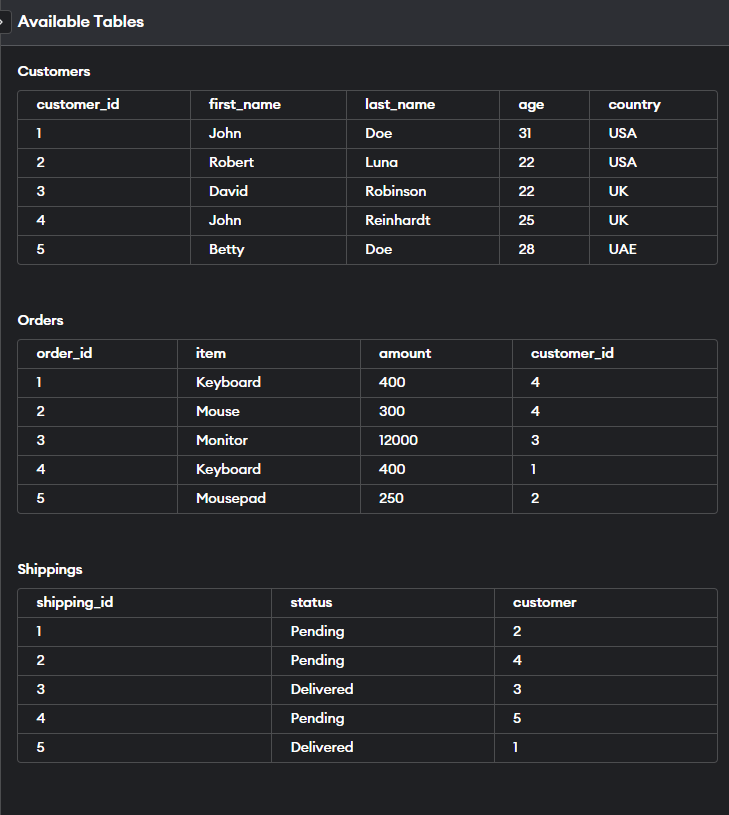 Available Tables
Customers
customer_id first_name last_name age country
1 John Doe 31 USA
2 Robert Luna 22 USA
3 David Robinson 22 UK
4 John Reinhardt 25 UK
5 Betty Doe 28 UAE
Orders
order_id item amount customer_id
1 Keyboard 400 4
2 Mouse 300 4
3 Monitor 12000 3
4 Keyboard 400 1
5 Mousepad 250 2
Shippings
shipping_id status customer
1 Pending 2
2 Pending 4
3 Delivered 3
4 Pending 5
5 Delivered 1